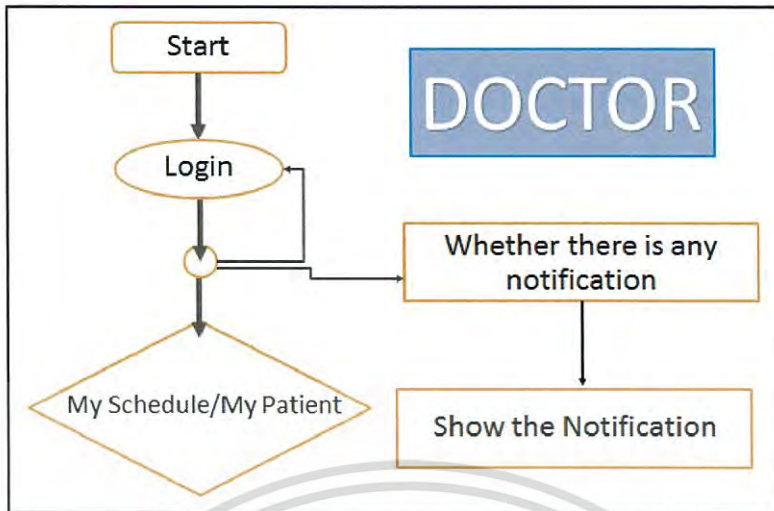 Start
DOCTOR
Login
Whether there is any
notification
My Schedule/My Patient
Show the Notification